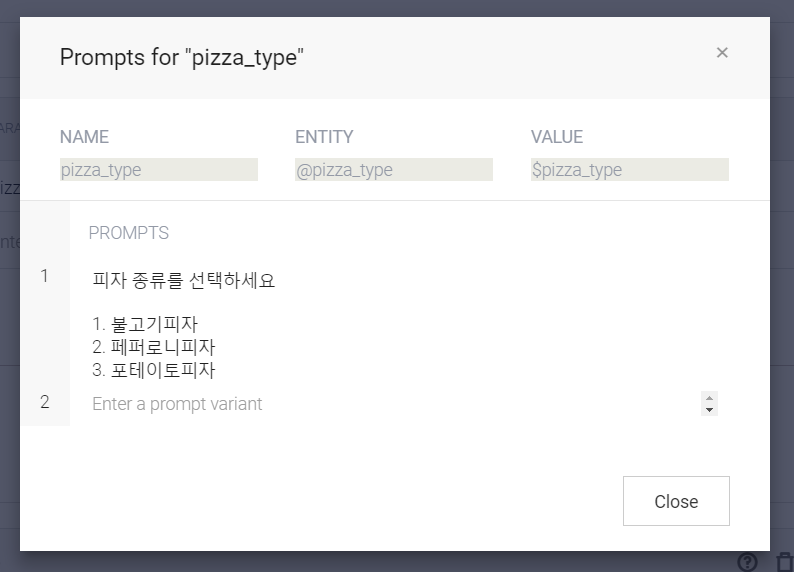 Prompts for "pizza_type"
×
NAME ENTITY VALUE
pizza_type @pizza_type $pizza_type
PROMPTS
1 피자 종류를 선택하세요
1. 불고기피자
2. 페퍼로니피자
3. 포테이토피자
2 Enter a prompt variant
Close